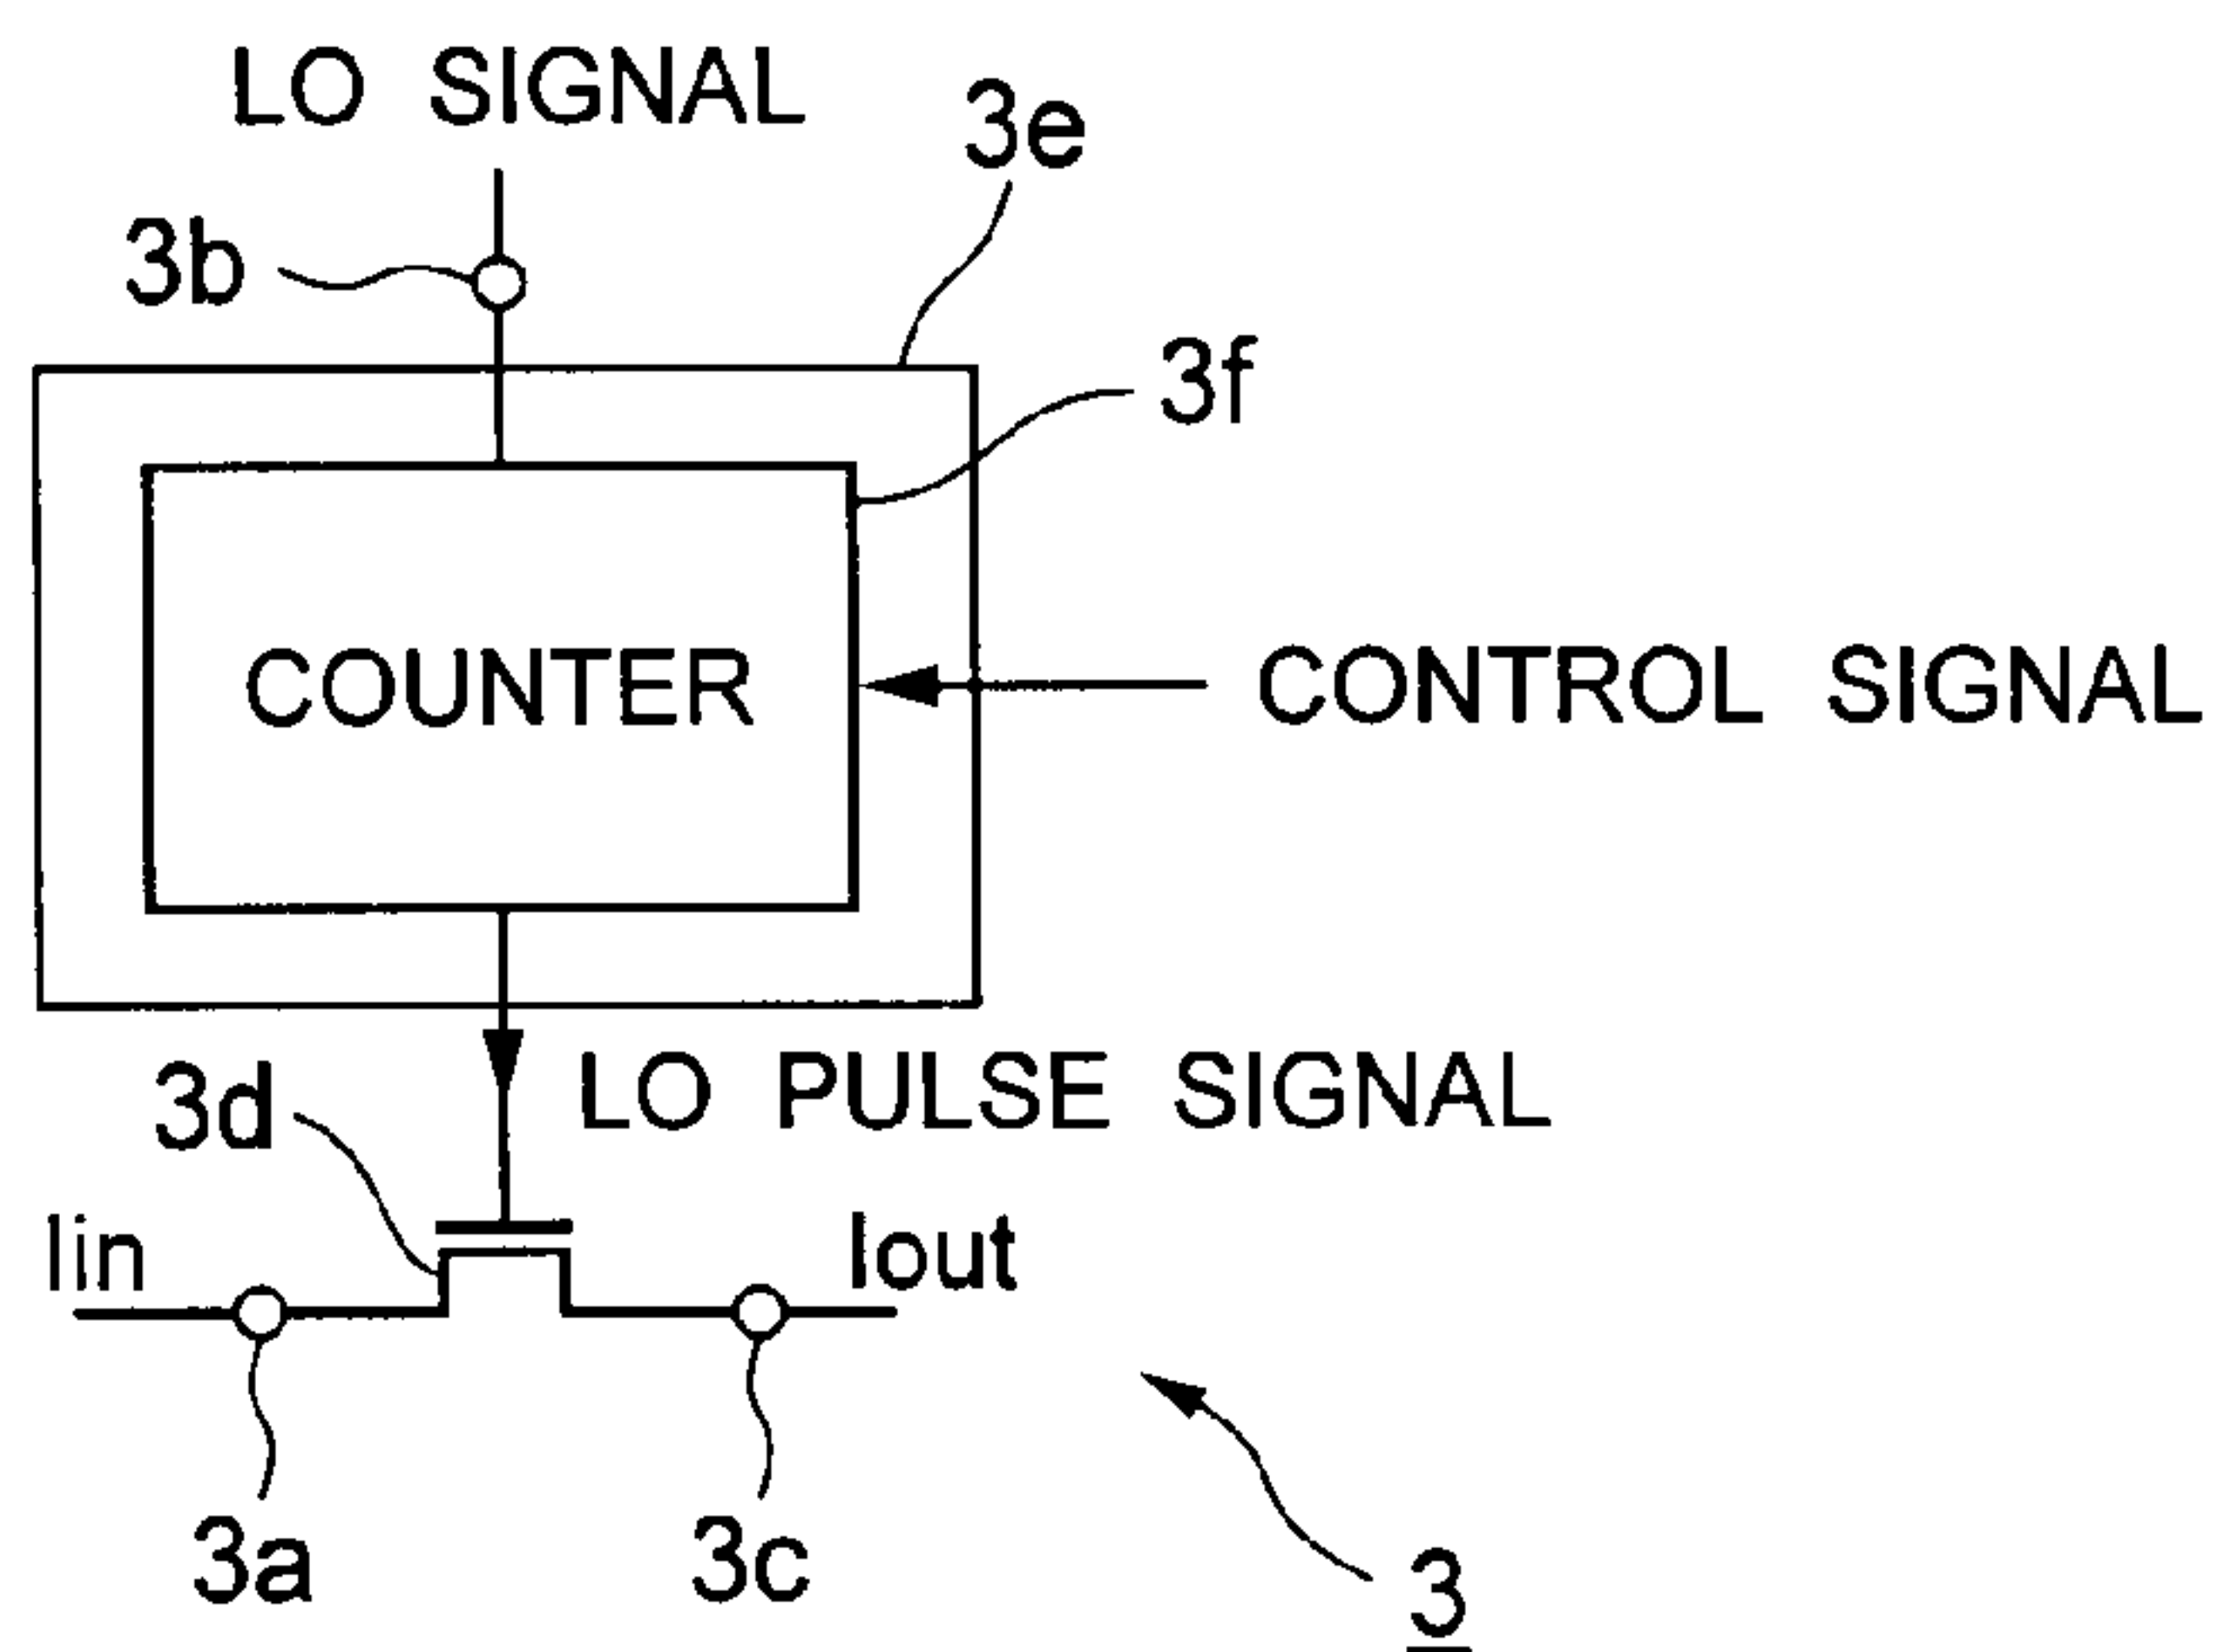 LO SIGNAL
3e
3b
3f
COUNTER
CONTROL SIGNAL
3d
LO PULSE SIGNAL
Iin
Iout
3a
3c
3